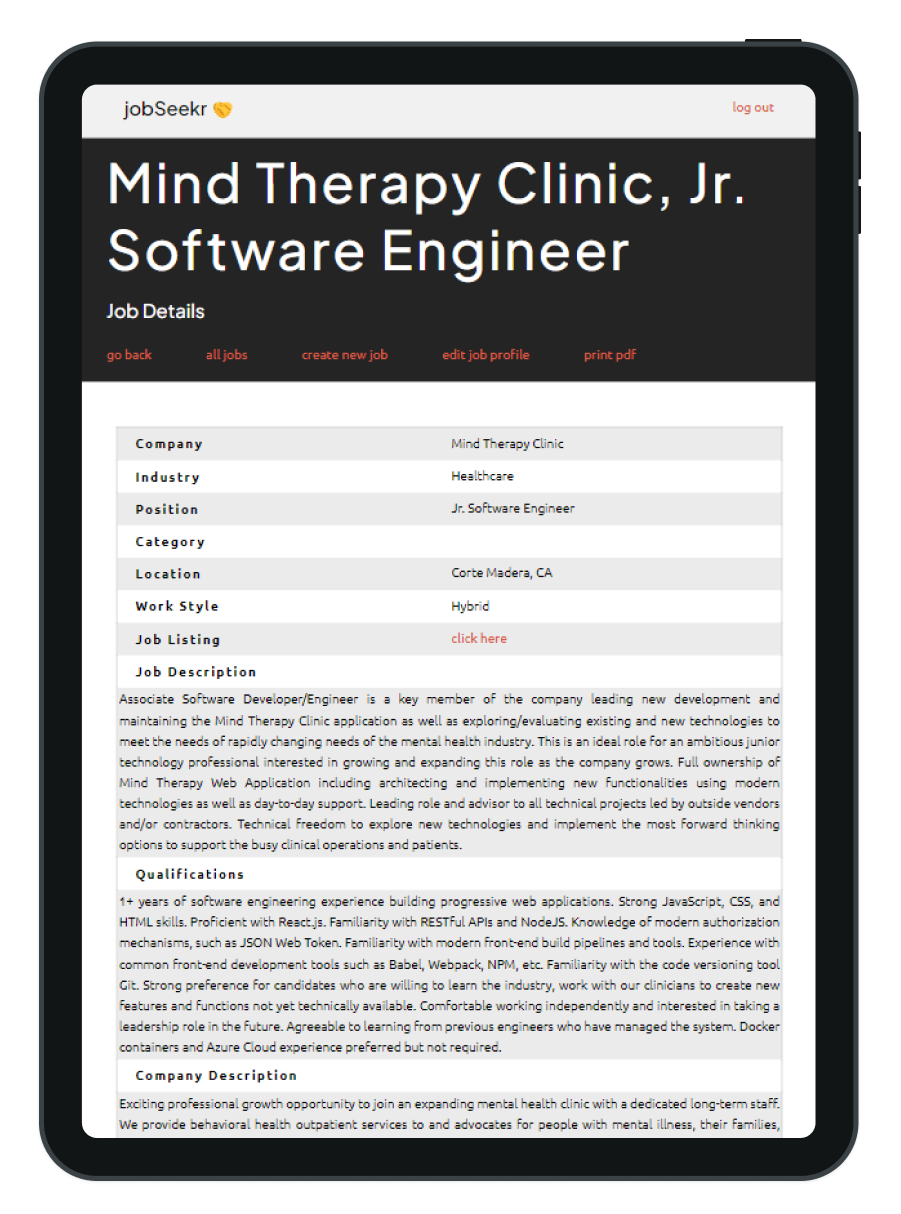 jobSeekr 🤝 log out
Mind Therapy Clinic, Jr.
Software Engineer
Job Details
go back all jobs create new job edit job profile print pdf
Company Mind Therapy Clinic
Industry Healthcare
Position Jr. Software Engineer
Category
Location Corte Madera, CA
Work Style Hybrid
Job Listing click here
Job Description
Associate Software Developer/Engineer is a key member of the company leading new development and
maintaining the Mind Therapy Clinic application as well as exploring/evaluating existing and new technologies to
meet the needs of rapidly changing needs of the mental health industry. This is an ideal role for an ambitious junior
technology professional interested in growing and expanding this role as the company grows. Full ownership of
Mind Therapy Web Application including architecting and implementing new functionalities using modern
technologies as well as day-to-day support. Leading role and advisor to all technical projects led by outside vendors
and/or contractors. Technical freedom to explore new technologies and implement the most forward thinking
options to support the busy clinical operations and patients.
Qualifications
1+ years of software engineering experience building progressive web applications. Strong JavaScript, CSS, and
HTML skills. Proficient with React.js. Familiarity with RESTful APIs and NodeJS. Knowledge of modern authorization
mechanisms, such as JSON Web Token. Familiarity with modern front-end build pipelines and tools. Experience with
common front-end development tools such as Babel, Webpack, NPM, etc. Familiarity with the code versioning tool
Git. Strong preference for candidates who are willing to learn the industry, work with our clinicians to create new
features and functions not yet technically available. Comfortable working independently and interested in taking a
leadership role in the future. Agreeable to learning from previous engineers who have managed the system. Docker
containers and Azure Cloud experience preferred but not required.
Company Description
Exciting professional growth opportunity to join an expanding mental health clinic with a dedicated long-term staff.
We provide behavioral health outpatient services to and advocates for people with mental illness, their families,